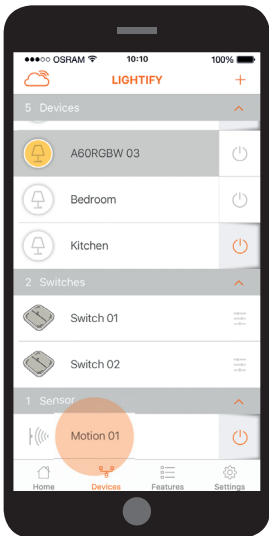 OSRAM 10:10 100%
LIGHTIFY +
5 Devices
A60RGBW 03
Bedroom
Kitchen
2 Switches
Switch 01
Switch 02
1 Sensor
Motion 01
Home Devices Features Settings